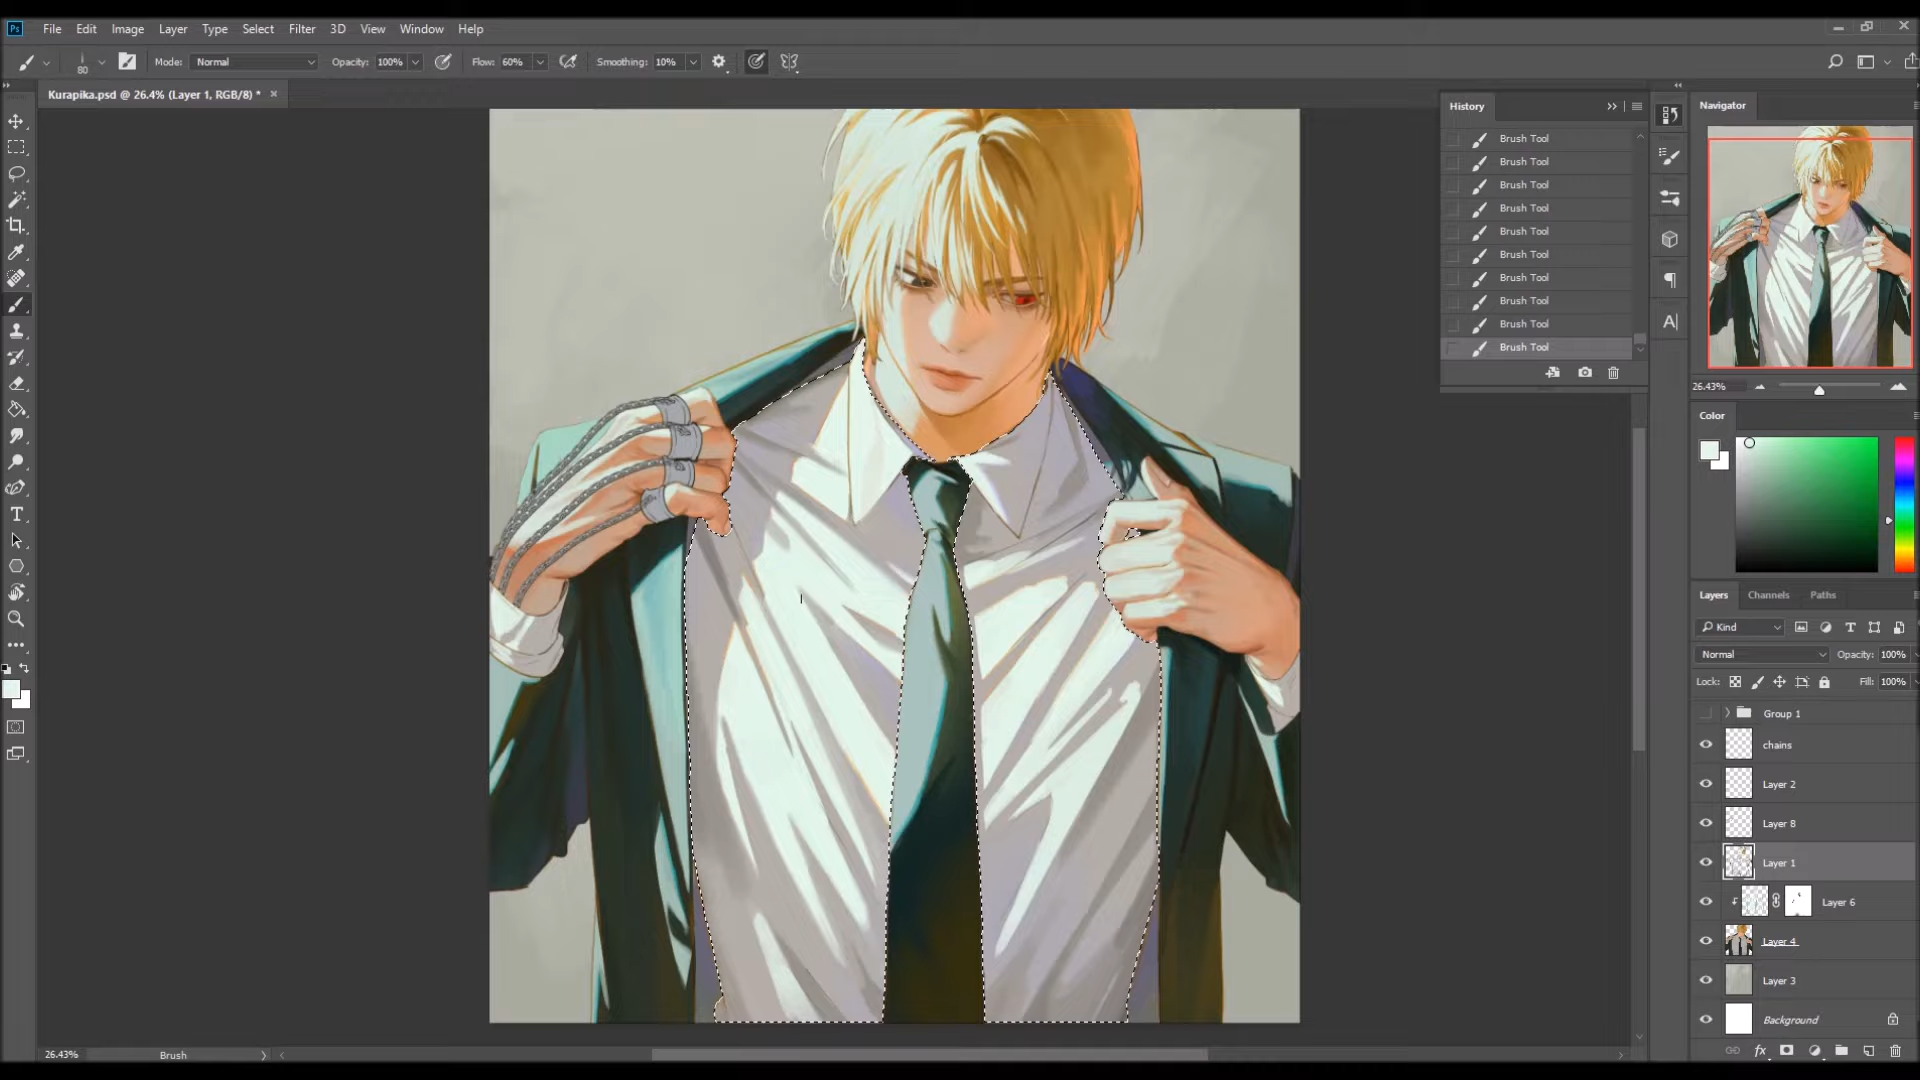 Ps File Edit Image Layer Type Select Filter 3D View Window Help
80 Mode: Normal Opacity: 100% Flow: 60% Smoothing: 10%
Kurapika.psd @ 26.4% (Layer 1, RGB/8) *
History
Brush Tool
Brush Tool
Brush Tool
Brush Tool
Brush Tool
Brush Tool
Brush Tool
Brush Tool
Brush Tool
Brush Tool
Navigator
26.43%
Color
Layers Channels Paths
Kind
Normal Opacity: 100%
Lock: Fill: 100%
Group 1
chains
Layer 2
Layer 8
Layer 1
Layer 6
Layer 4
Layer 3
Background
fx
26.43% Brush